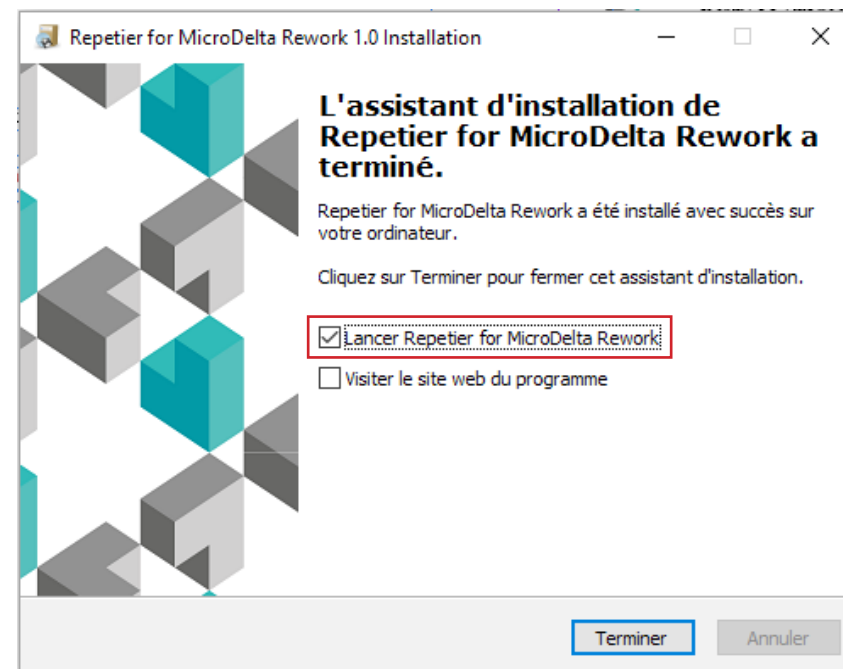 Repetier for MicroDelta Rework 1.0 Installation
L'assistant d'installation de
Repetier for MicroDelta Rework a
terminé.
Repetier for MicroDelta Rework a été installé avec succès sur
votre ordinateur.
Cliquez sur Terminer pour fermer cet assistant d'installation.
Lancer Repetier for MicroDelta Rework
Visiter le site web du programme
Terminer
Annuler